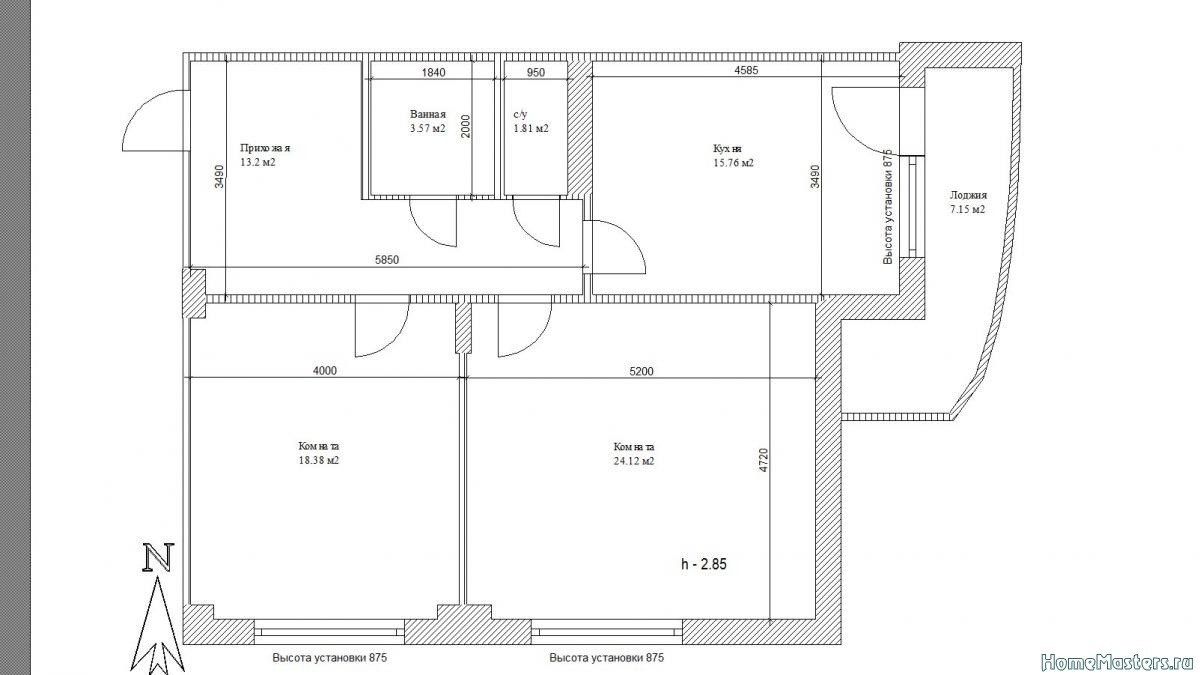 1840
950
4585
Ванная
3.57 м2
2000
с/у
1.81 м2
Прихожая
13.2 м2
3490
Кухня
15.76 м2
3490
Высота установки 875
Лоджия
7.15 м2
5850
4000
5200
Комната
18.38 м2
Комната
24.12 м2
4720
h - 2.85
N
Высота установки 875
Высота установки 875
HomeMasters.ru